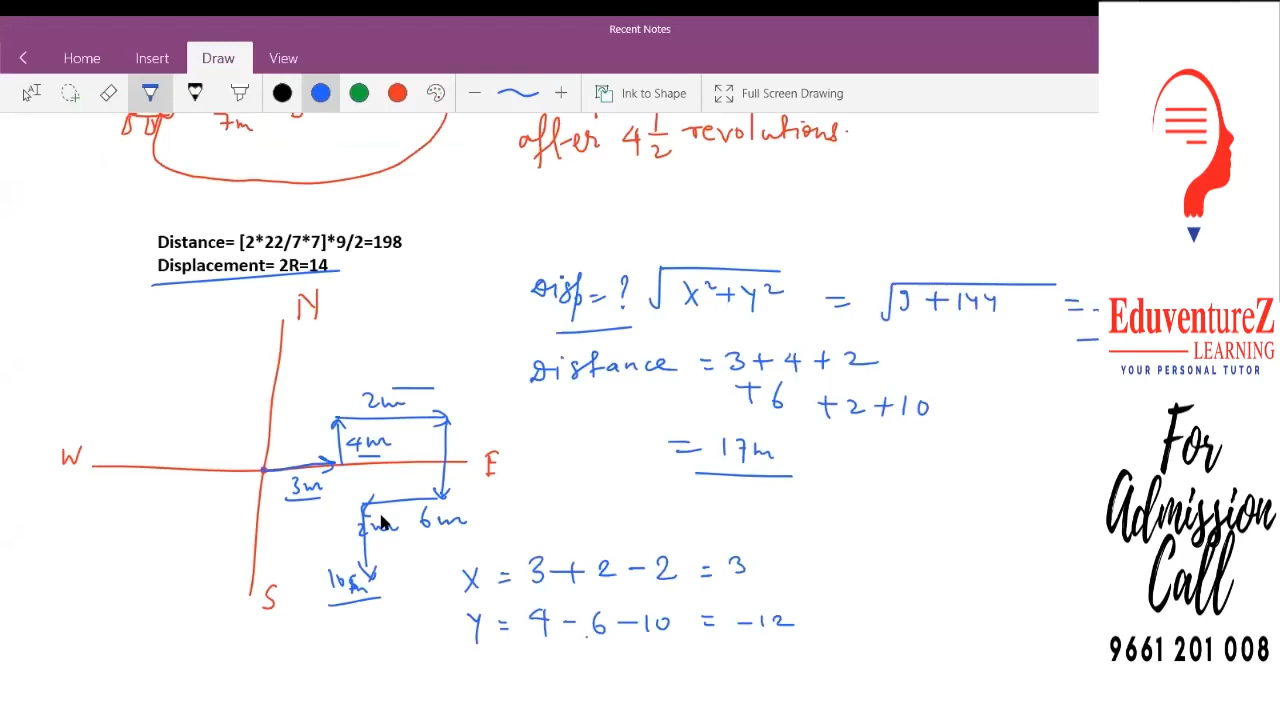 Recent Notes
Home Insert Draw View
Ink to Shape Full Screen Drawing
7m
after 4 1/2 revolutions.
Distance= [2*22/7*7]*9/2=198
Displacement= 2R=14
N
Disp = ? √x²+y² = √9+144 =
Distance = 3+4+2
+6 +2+10
= 17m
2m
4m
W
E
3m
6m
2m
10m
S
X = 3+2-2 = 3
Y = 4-6-10 = -12
EduventureZ
LEARNING
YOUR PERSONAL TUTOR
For
Admission
Call
9661 201 008